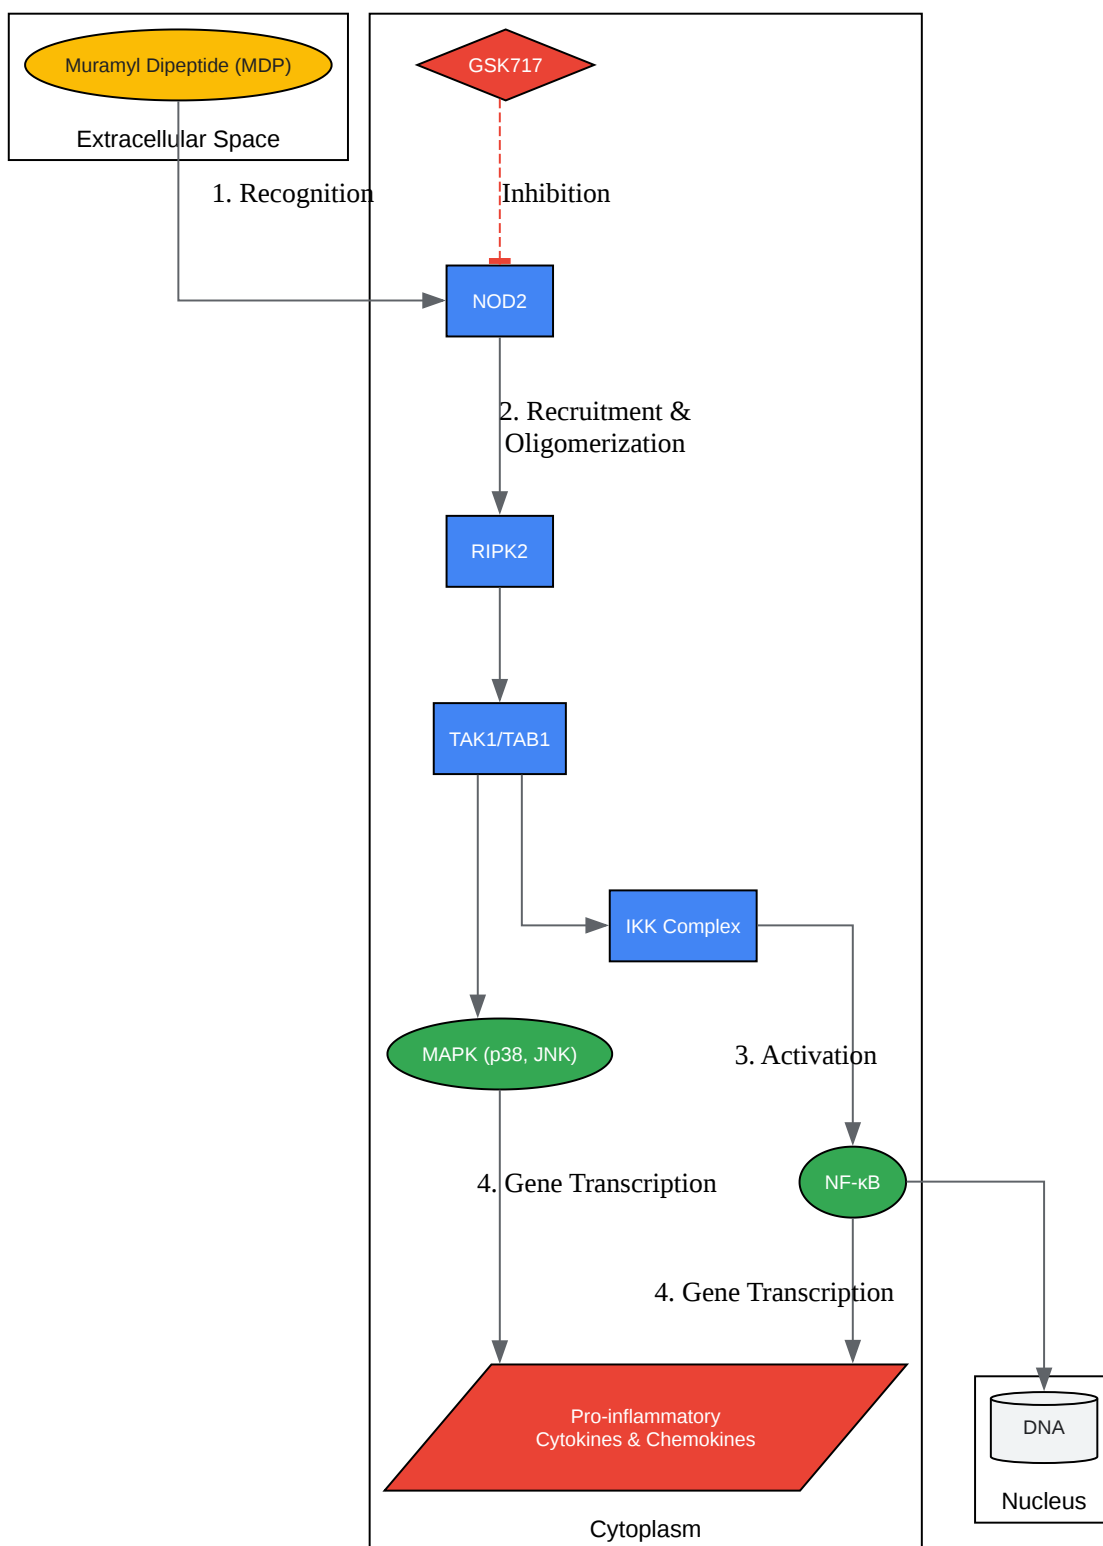 Muramyl Dipeptide (MDP)
Extracellular Space
GSK717
1. Recognition
Inhibition
NOD2
2. Recruitment &
Oligomerization
RIPK2
TAK1/TAB1
IKK Complex
MAPK (p38, JNK)
3. Activation
4. Gene Transcription
NF-κB
4. Gene Transcription
Pro-inflammatory
Cytokines & Chemokines
DNA
Nucleus
Cytoplasm